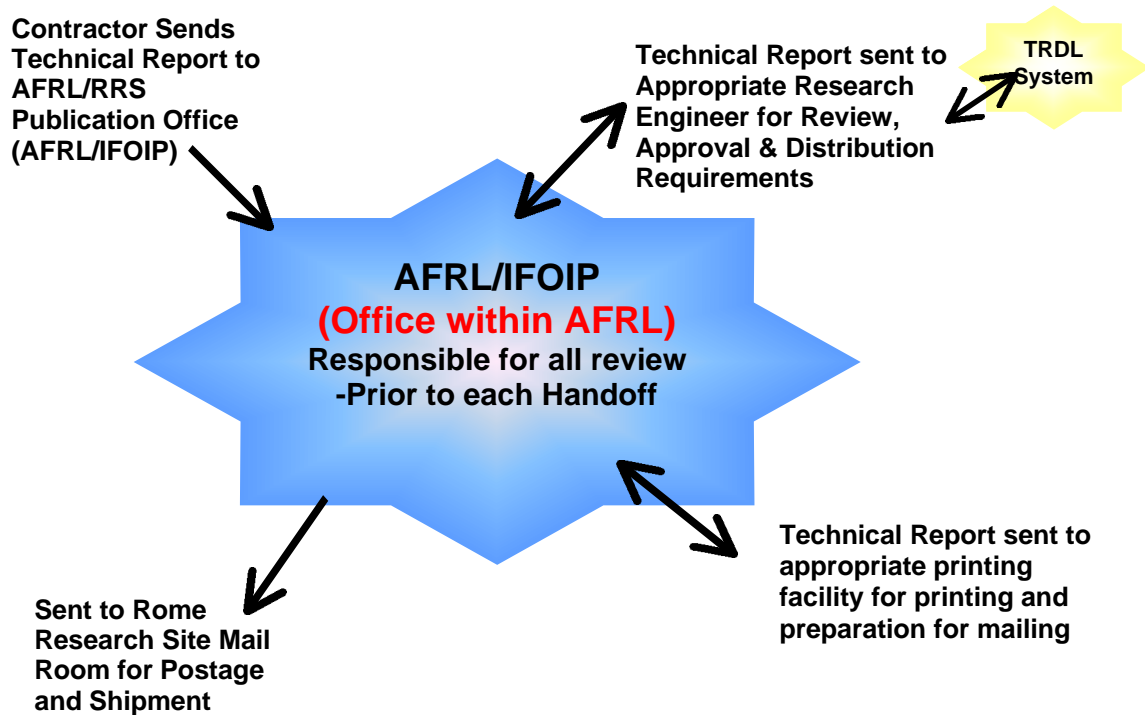 Contractor Sends
Technical Report to
AFRL/RRS
Publication Office
(AFRL/IFOIP)
Technical Report sent to
Appropriate Research
Engineer for Review,
Approval & Distribution
Requirements
TRDL
System
AFRL/IFOIP
(Office within AFRL)
Responsible for all review
-Prior to each Handoff
Technical Report sent to
appropriate printing
facility for printing and
preparation for mailing
Sent to Rome
Research Site Mail
Room for Postage
and Shipment